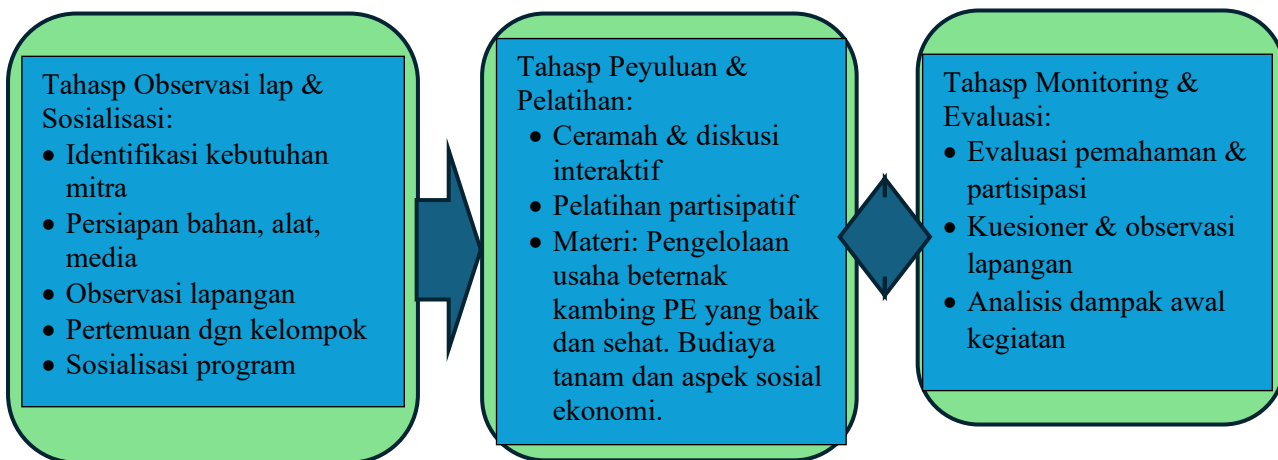 Tahasp Observasi lap &
Sosialisasi:
• Identifikasi kebutuhan
mitra
• Persiapan bahan, alat,
media
• Observasi lapangan
• Pertemuan dgn kelompok
• Sosialisasi program
Tahasp Peyuluan &
Pelatihan:
• Ceramah & diskusi
interaktif
• Pelatihan partisipatif
• Materi: Pengelolaan
usaha beternak
kambing PE yang baik
dan sehat. Budiaya
tanam dan aspek sosial
ekonomi.
Tahasp Monitoring &
Evaluasi:
• Evaluasi pemahaman &
partisipasi
• Kuesioner & observasi
lapangan
• Analisis dampak awal
kegiatan